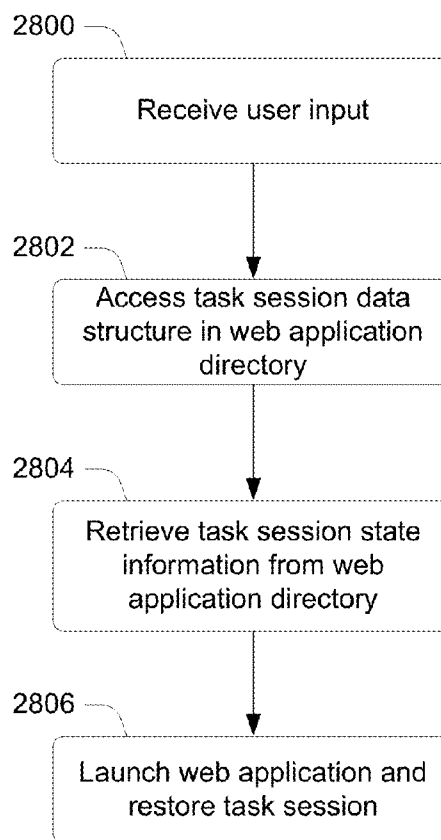 2800
Receive user input
2802
Access task session data
structure in web application
directory
2804
Retrieve task session state
information from web
application directory
2806
Launch web application and
restore task session